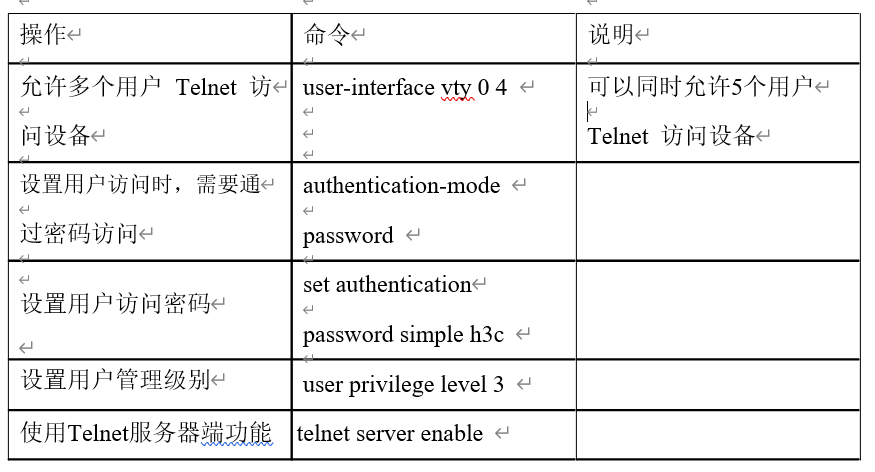 操作
命令
说明
允许多个用户 Telnet 访
问设备
user-interface vty 0 4
可以同时允许5个用户
Telnet 访问设备
设置用户访问时，需要通
过密码访问
authentication-mode
password
设置用户访问密码
set authentication
password simple h3c
设置用户管理级别
user privilege level 3
使用Telnet服务器端功能
telnet server enable